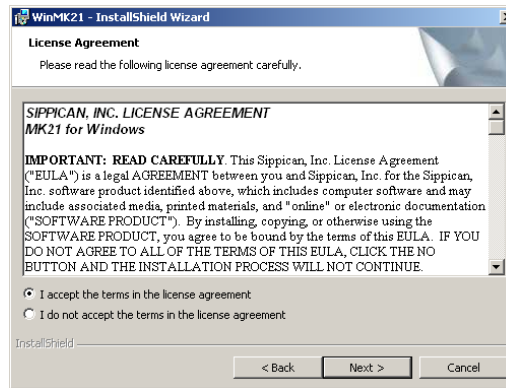 WinMK21 - InstallShield Wizard
License Agreement
Please read the following license agreement carefully.
SIPPICAN, INC. LICENSE AGREEMENT
MK21 for Windows
IMPORTANT: READ CAREFULLY. This Sippican, Inc. License Agreement
("EULA") is a legal AGREEMENT between you and Sippican, Inc. for the Sippican,
Inc. software product identified above, which includes computer software and may
include associated media, printed materials, and "online" or electronic documentation
("SOFTWARE PRODUCT"). By installing, copying, or otherwise using the
SOFTWARE PRODUCT, you agree to be bound by the terms of this EULA. IF YOU
DO NOT AGREE TO ALL OF THE TERMS OF THIS EULA, CLICK THE NO
BUTTON AND THE INSTALLATION PROCESS WILL NOT CONTINUE.
I accept the terms in the license agreement
I do not accept the terms in the license agreement
InstallShield
< Back Next > Cancel